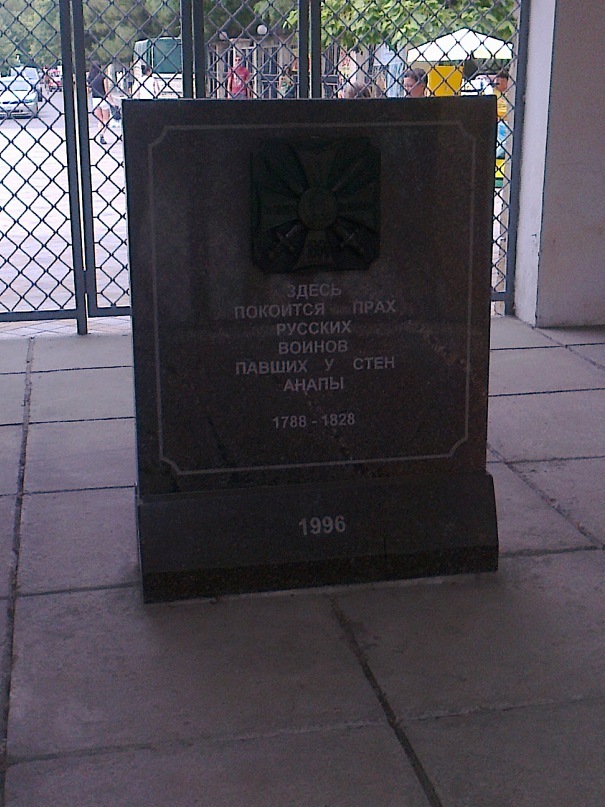 ЗДЕСЬ
ПОКОИТСЯ ПРАХ
РУССКИХ
ВОИНОВ
ПАВШИХ У СТЕН
АНАПЫ
1788 - 1828
1996